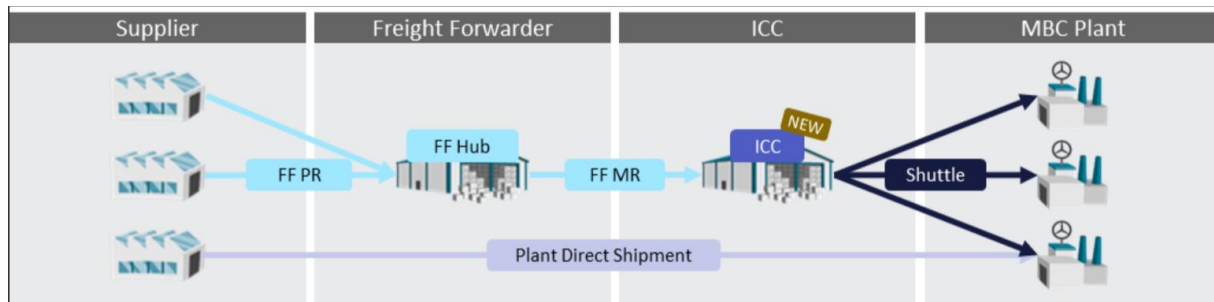 Supplier
Freight Forwarder
ICC
MBC Plant
NEW
FF Hub
ICC
FF PR
FF MR
Shuttle
Plant Direct Shipment